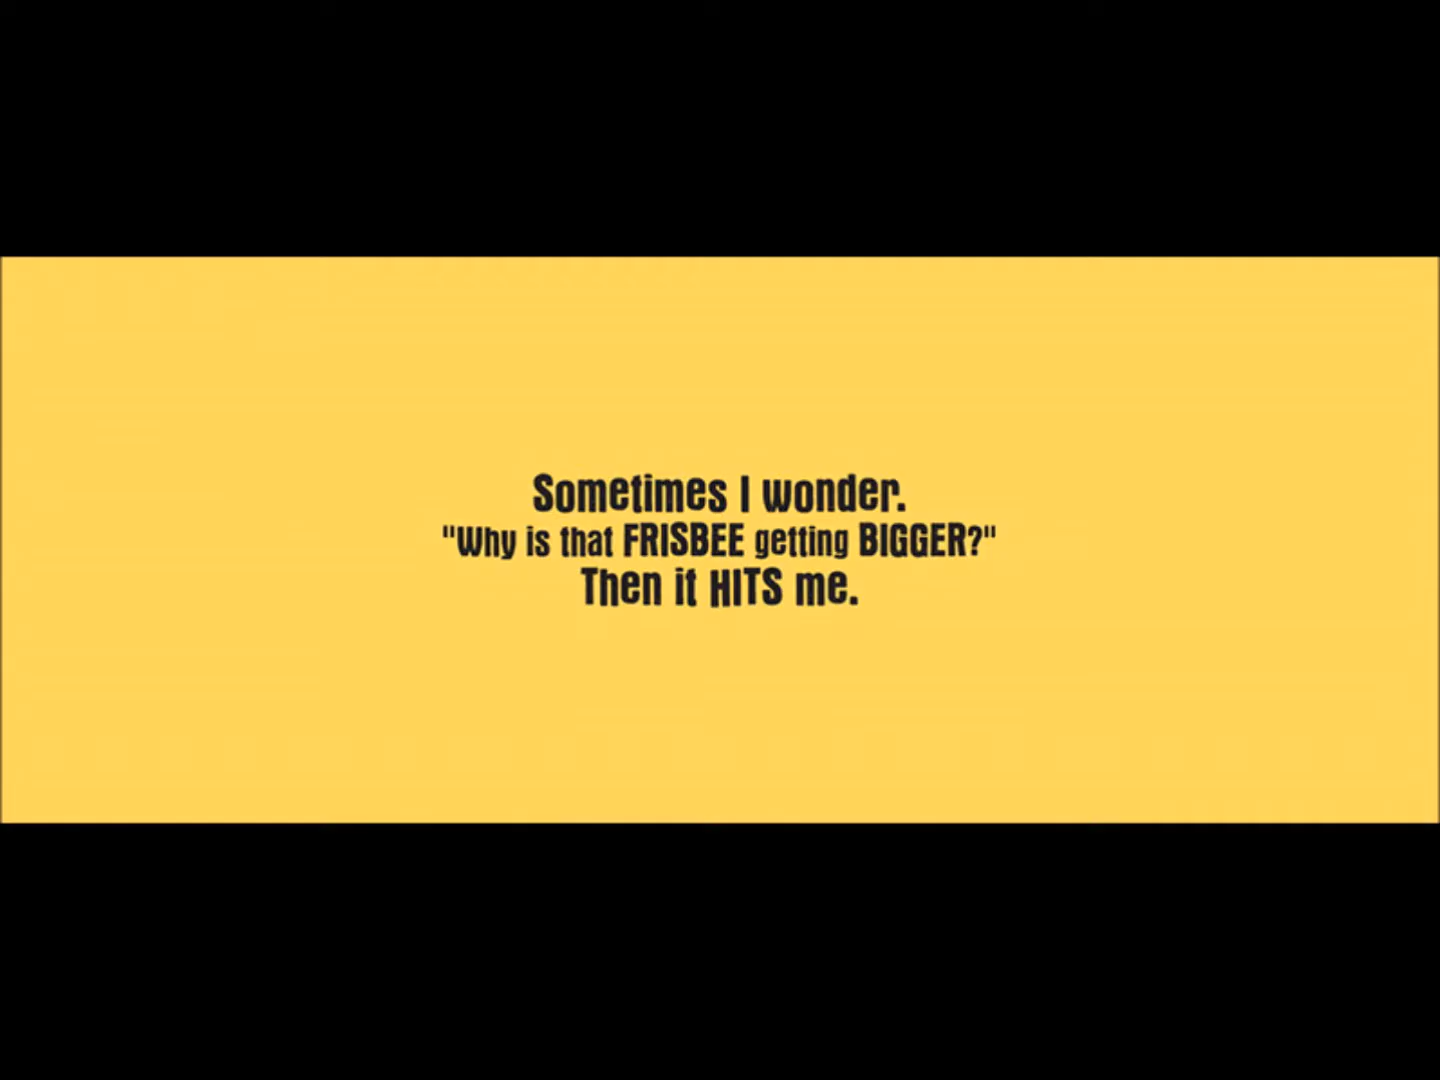 Sometimes I wonder.
"Why is that FRISBEE getting BIGGER?"
Then it HITS me.